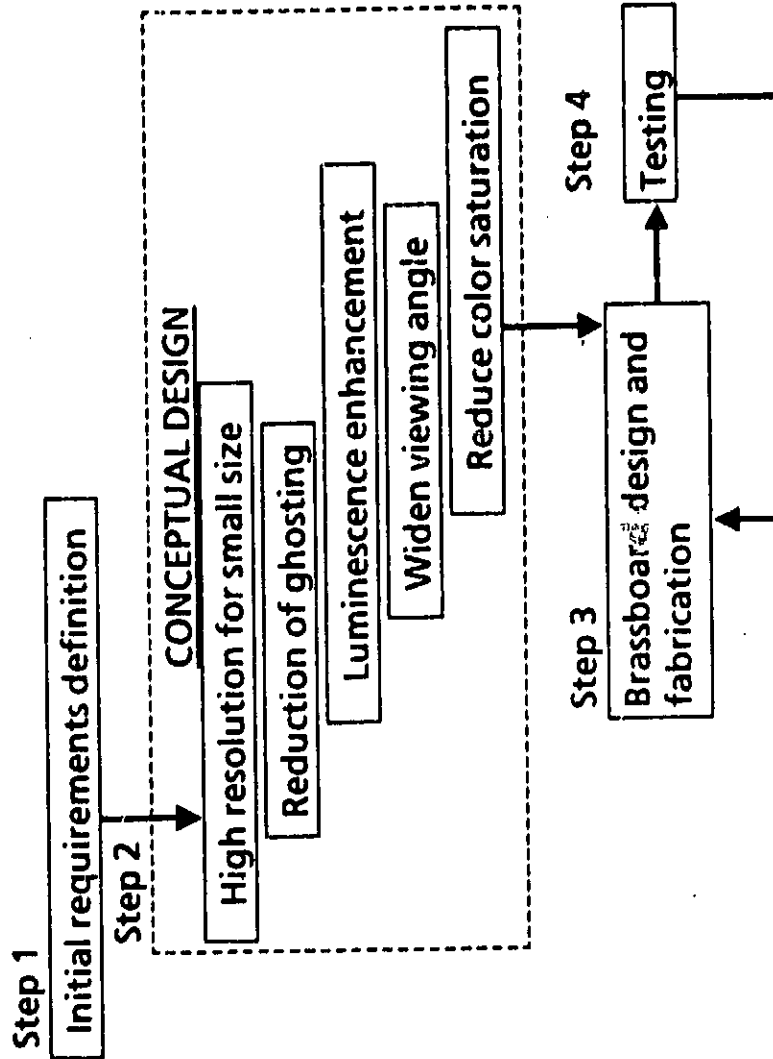 Step 1
Initial requirements definition
Step 2
CONCEPTUAL DESIGN
High resolution for small size
Reduction of ghosting
Luminescence enhancement
Widen viewing angle
Reduce color saturation
Step 3
Brassboard design and
fabrication
Step 4
Testing